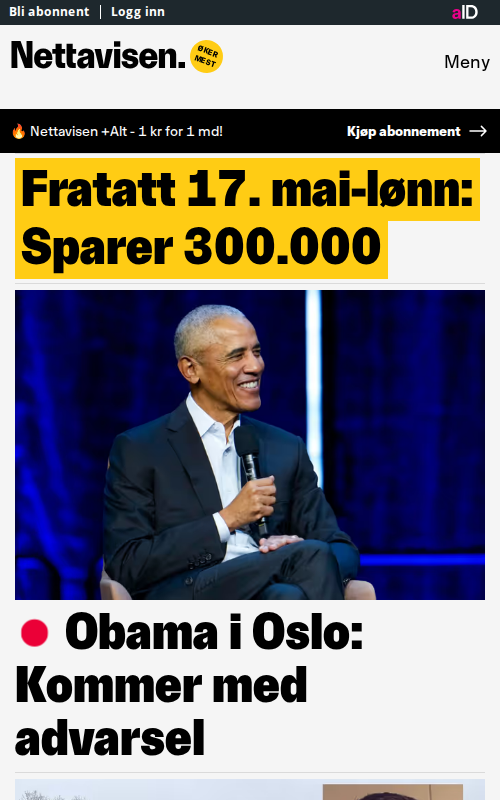 Bli abonnent | Logg inn
aID
Nettavisen.
ØKER
MEST
Meny
Nettavisen +Alt - 1 kr for 1 md!
Kjøp abonnement →
Fratatt 17. mai-lønn:
Sparer 300.000
Obama i Oslo:
Kommer med
advarsel